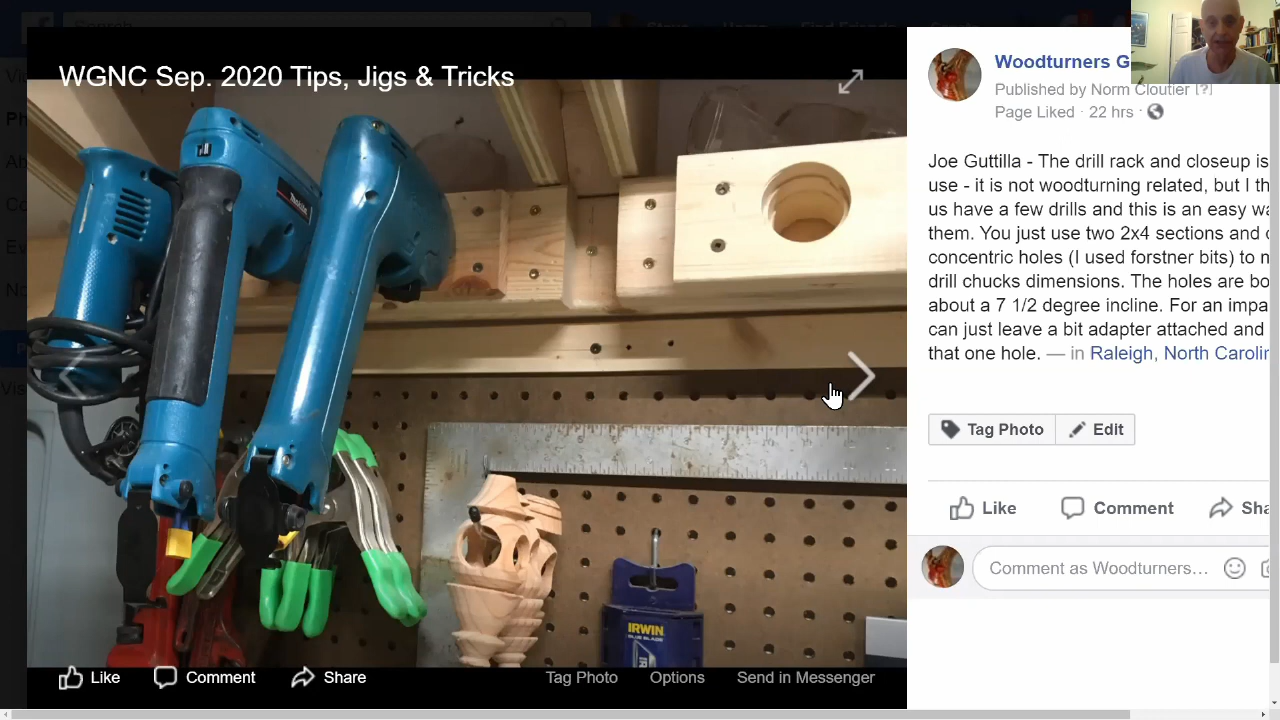 WGNC Sep. 2020 Tips, Jigs & Tricks
Woodturners G
Published by Norm Cloutier [?]
Page Liked · 22 hrs ·
Joe Guttilla - The drill rack and closeup is
use - it is not woodturning related, but I th
us have a few drills and this is an easy wa
them. You just use two 2x4 sections and c
concentric holes (I used forstner bits) to m
drill chucks dimensions. The holes are bo
about a 7 1/2 degree incline. For an impa
can just leave a bit adapter attached and
that one hole. — in Raleigh, North Carolin
Tag Photo
Edit
Like
Comment
Sha
Comment as Woodturners...
makita
IRWIN
BLUE BLADE
Like
Comment
Share
Tag Photo
Options
Send in Messenger